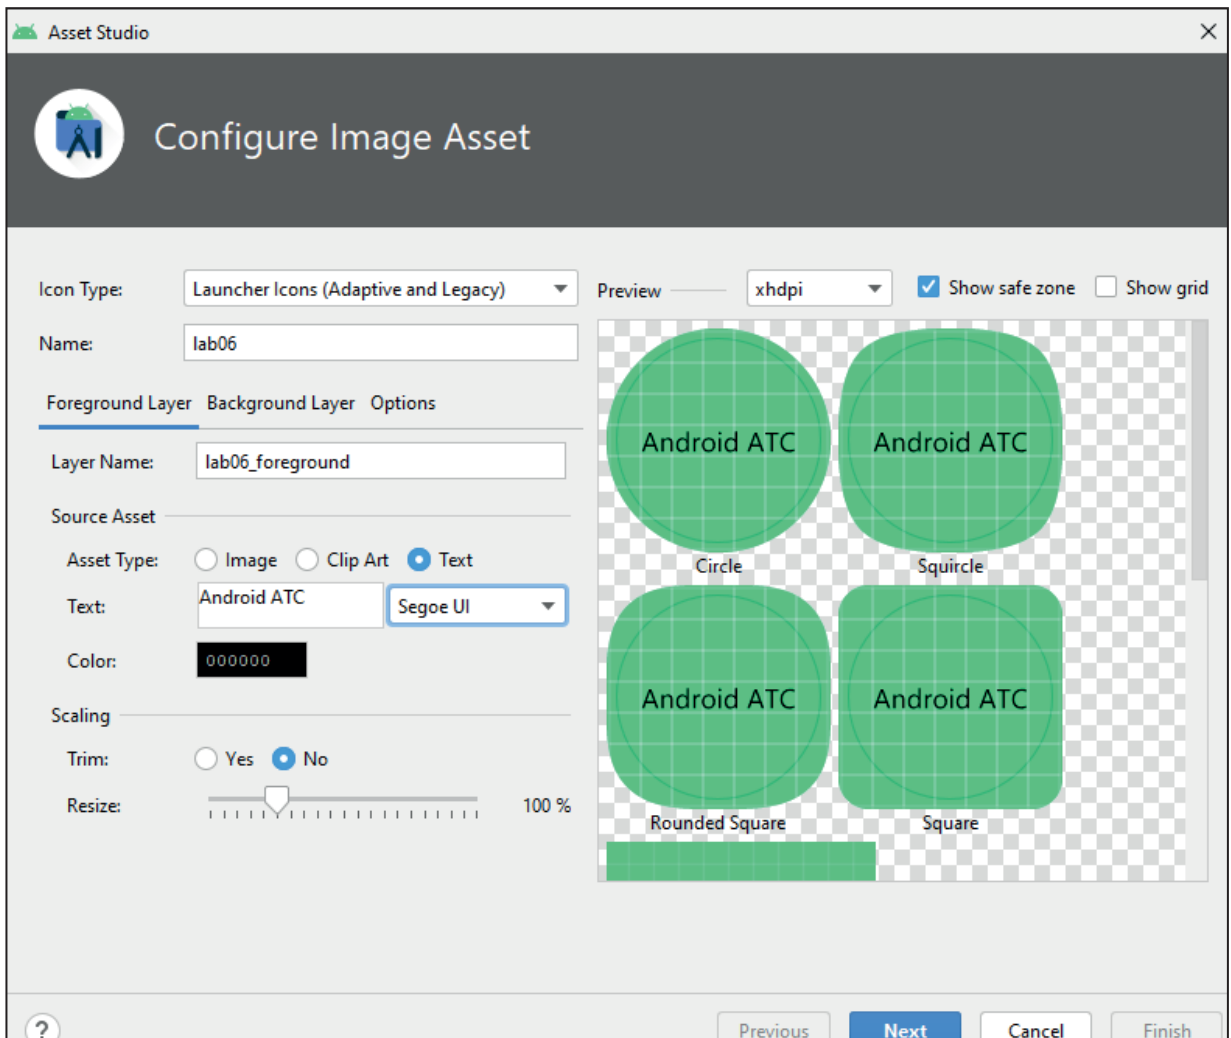 Asset Studio
Configure Image Asset
Icon Type: Launcher Icons (Adaptive and Legacy)
Name: lab06
Foreground Layer Background Layer Options
Layer Name: lab06_foreground
Source Asset
Asset Type: Image Clip Art Text
Text: Android ATC Segoe UI
Color: 000000
Scaling
Trim: Yes No
Resize: 100 %
Preview xhdpi Show safe zone Show grid
Android ATC Android ATC
Circle Squircle
Android ATC Android ATC
Rounded Square Square
? Previous Next Cancel Finish